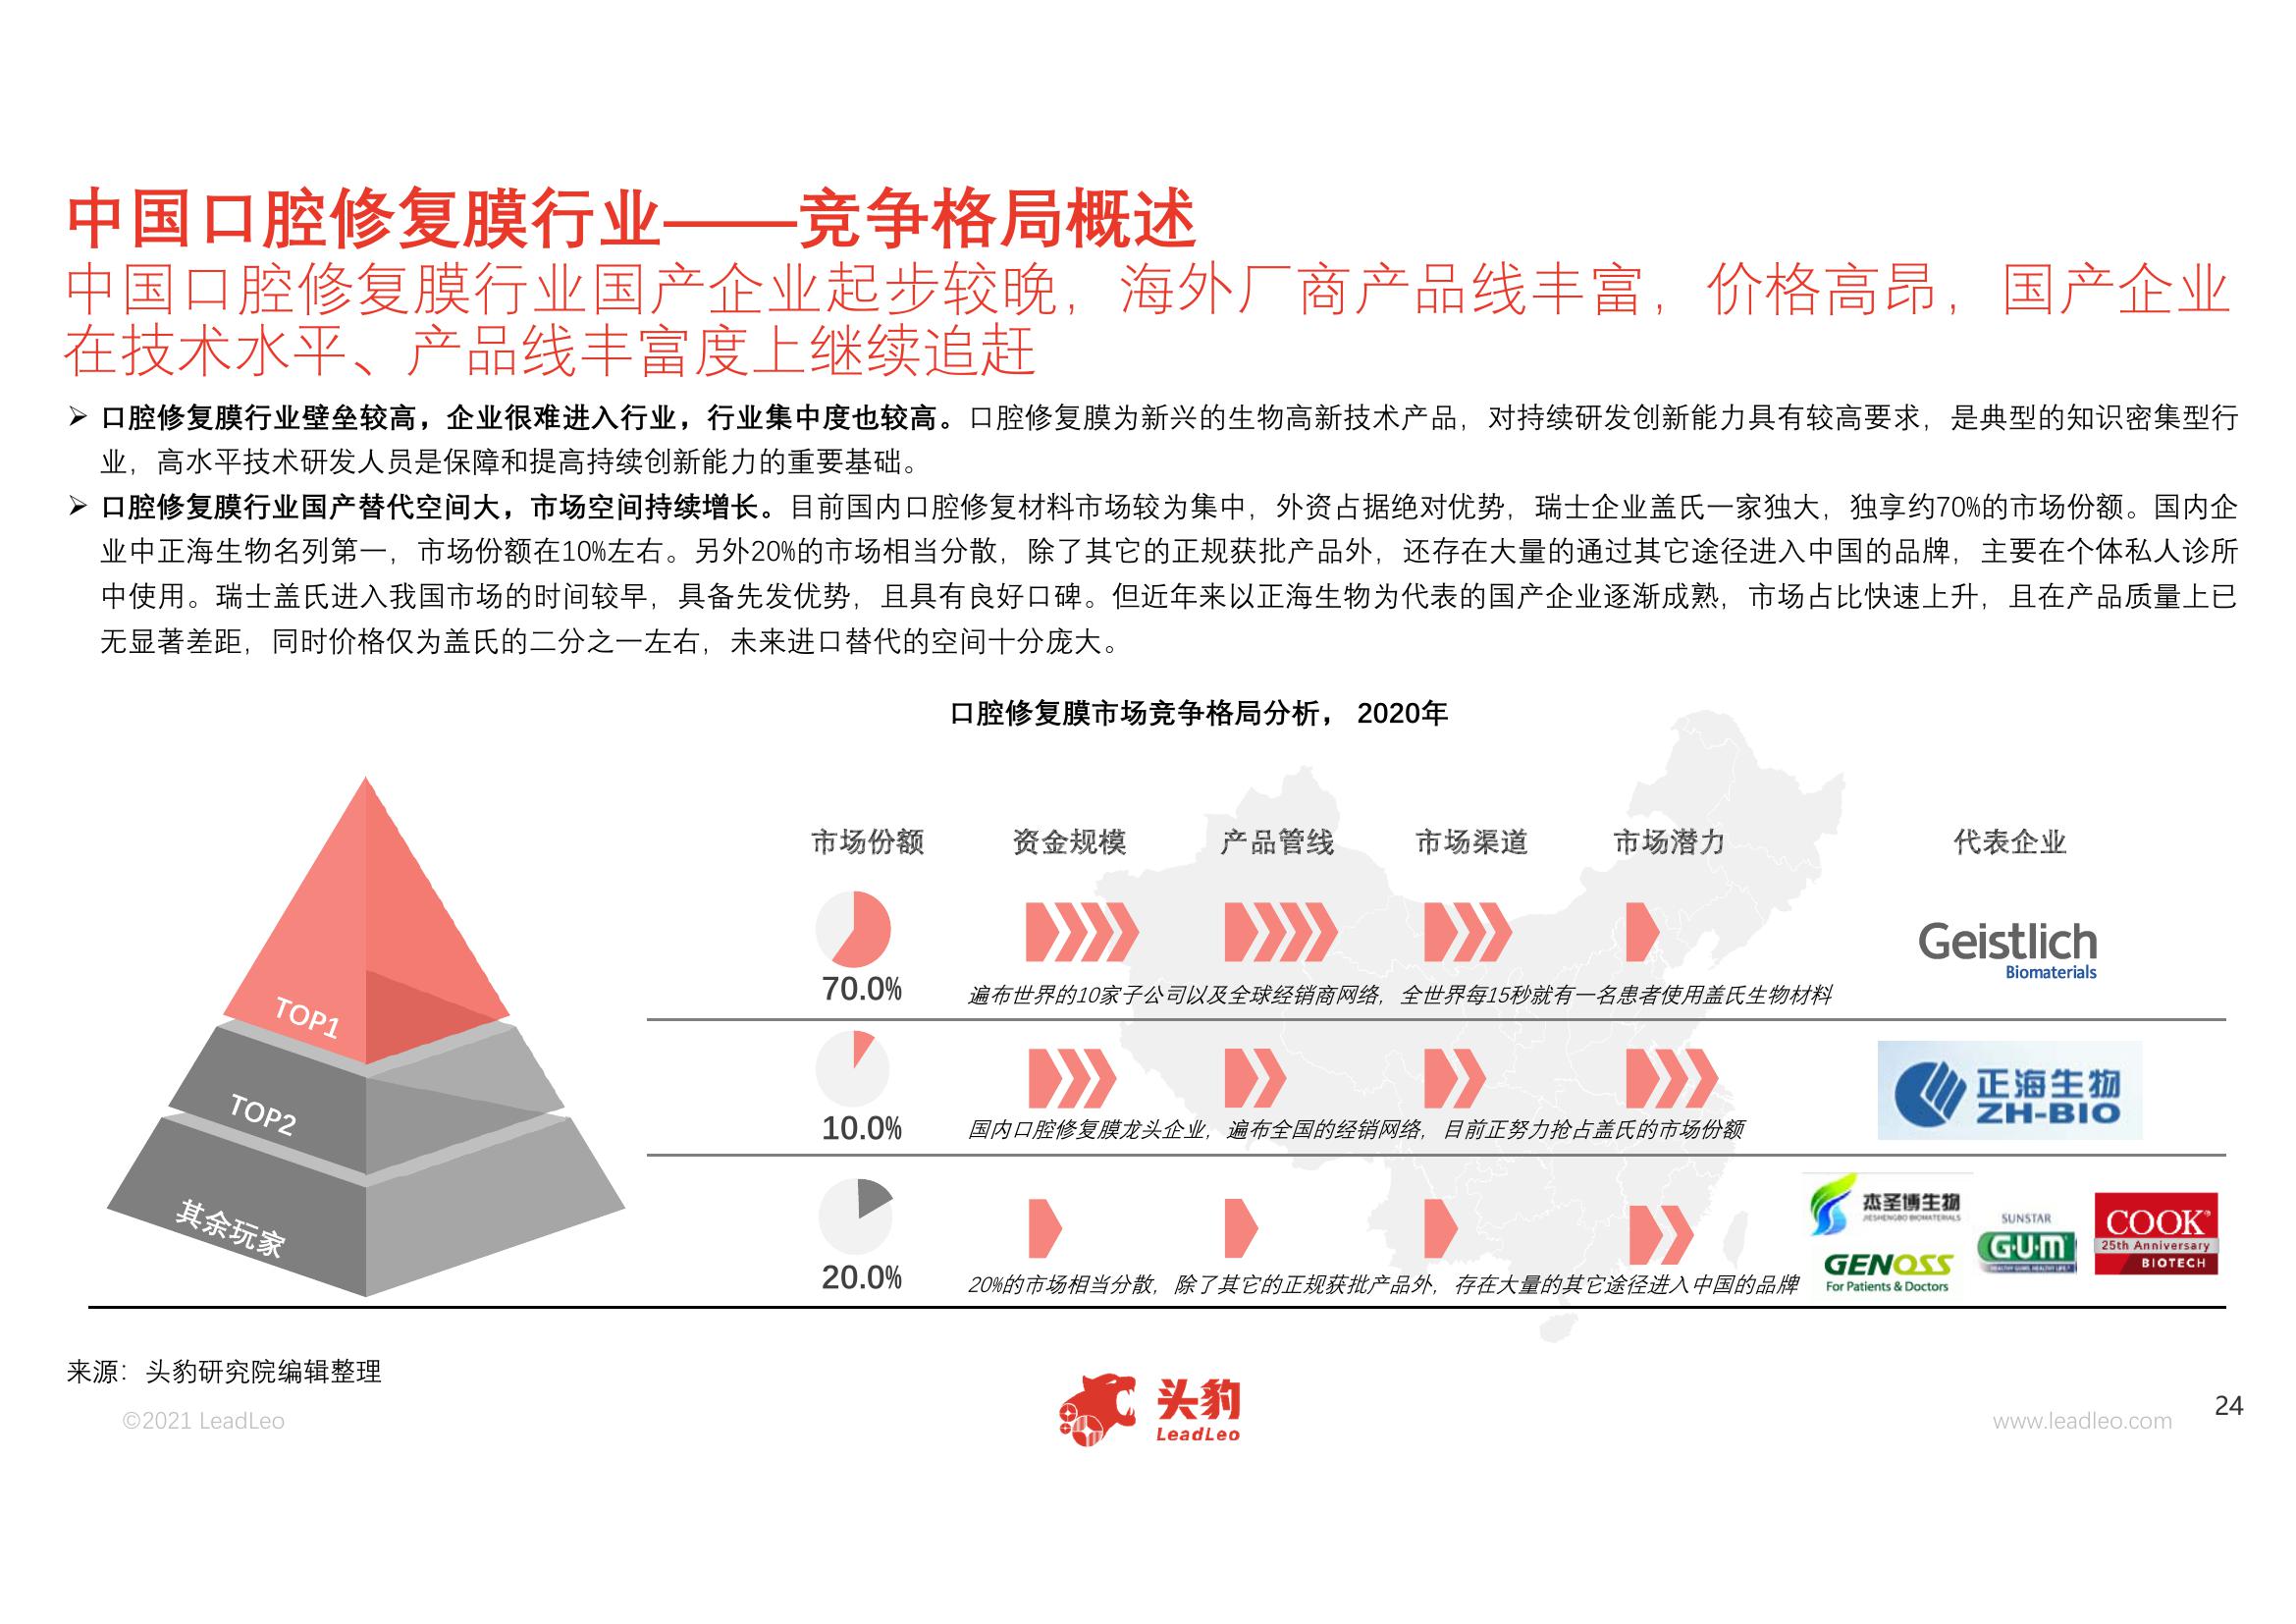 中国口腔修复膜行业——竞争格局概述
中国口腔修复膜行业国产企业起步较晚，海外厂商产品线丰富，价格高昂，国产企业
在技术水平、产品线丰富度上继续追赶
➢ 口腔修复膜行业壁垒较高，企业很难进入行业，行业集中度也较高。口腔修复膜为新兴的生物高新技术产品，对持续研发创新能力具有较高要求，是典型的知识密集型行
业，高水平技术研发人员是保障和提高持续创新能力的重要基础。
➢ 口腔修复膜行业国产替代空间大，市场空间持续增长。目前国内口腔修复材料市场较为集中，外资占据绝对优势，瑞士企业盖氏一家独大，独享约70%的市场份额。国内企
业中正海生物名列第一，市场份额在10%左右。另外20%的市场相当分散，除了其它的正规获批产品外，还存在大量的通过其它途径进入中国的品牌，主要在个体私人诊所
中使用。瑞士盖氏进入我国市场的时间较早，具备先发优势，且具有良好口碑。但近年来以正海生物为代表的国产企业逐渐成熟，市场占比快速上升，且在产品质量上已
无显著差距，同时价格仅为盖氏的二分之一左右，未来进口替代的空间十分庞大。
口腔修复膜市场竞争格局分析， 2020年
市场份额 资金规模 产品管线 市场渠道 市场潜力 代表企业
TOP1
70.0%
遍布世界的10家子公司以及全球经销商网络，全世界每15秒就有一名患者使用盖氏生物材料
Geistlich
Biomaterials
TOP2
10.0%
国内口腔修复膜龙头企业，遍布全国的经销网络，目前正努力抢占盖氏的市场份额
正海生物
ZH-BIO
其余玩家
20.0%
20%的市场相当分散，除了其它的正规获批产品外，存在大量的其它途径进入中国的品牌
杰圣博生物
JIESHENGBO BIOMATERIALS
GENOSS
For Patients & Doctors
SUNSTAR
G·U·M
HEALTHY GUMS. HEALTHY LIFE.®
COOK®
25th Anniversary
BIOTECH
来源：头豹研究院编辑整理
©2021 LeadLeo
头豹
LeadLeo
www.leadleo.com
24